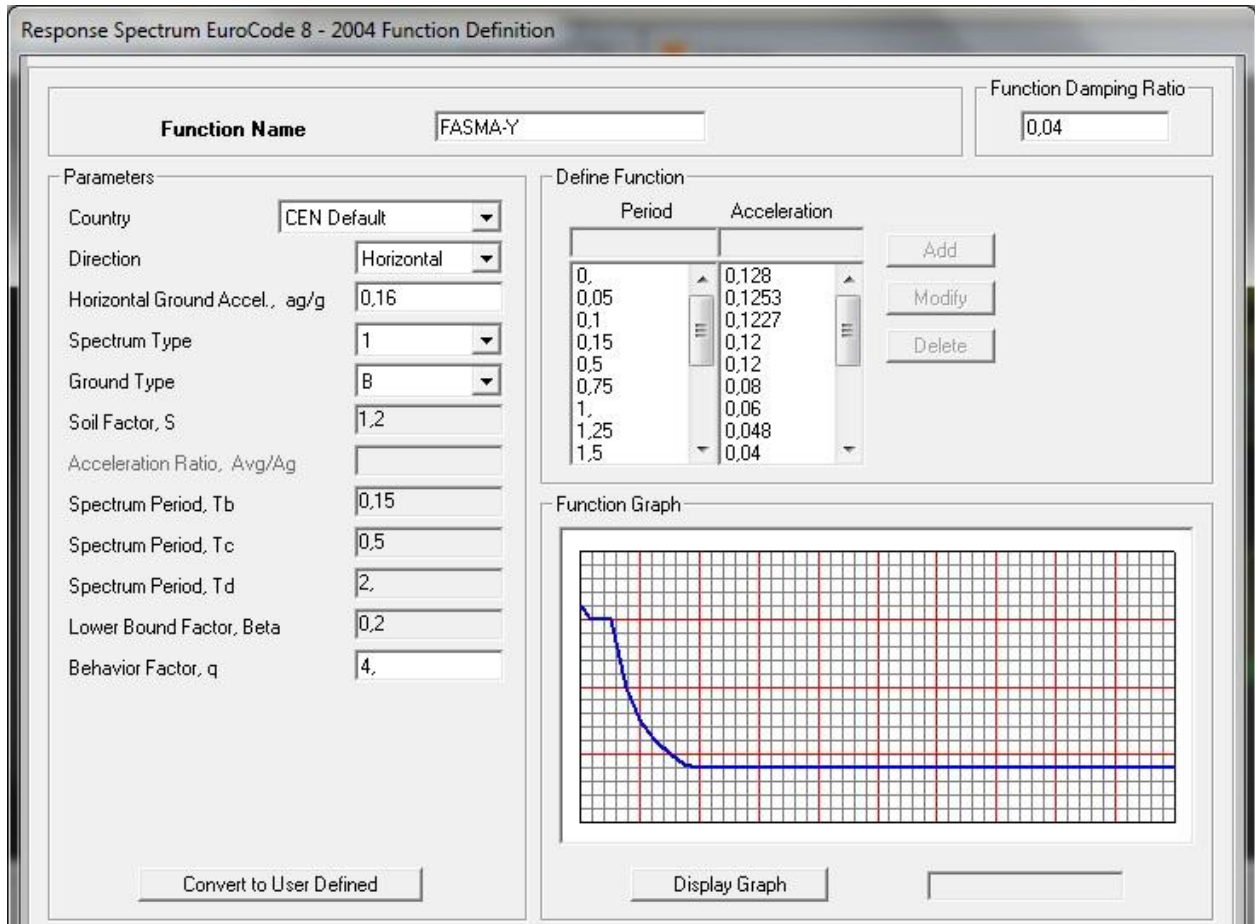 Response Spectrum EuroCode 8 - 2004 Function Definition
Function Name
FASMA-Y
Function Damping Ratio
0,04
Parameters
Country
CEN Default
Direction
Horizontal
Horizontal Ground Accel., ag/g
0,16
Spectrum Type
1
Ground Type
B
Soil Factor, S
1,2
Acceleration Ratio, Avg/Ag
Spectrum Period, Tb
0,15
Spectrum Period, Tc
0,5
Spectrum Period, Td
2,
Lower Bound Factor, Beta
0,2
Behavior Factor, q
4,
Convert to User Defined
Define Function
Period Acceleration
0, 0,128
0,05 0,1253
0,1 0,1227
0,15 0,12
0,5 0,12
0,75 0,08
1, 0,06
1,25 0,048
1,5 0,04
Add
Modify
Delete
Function Graph
Display Graph